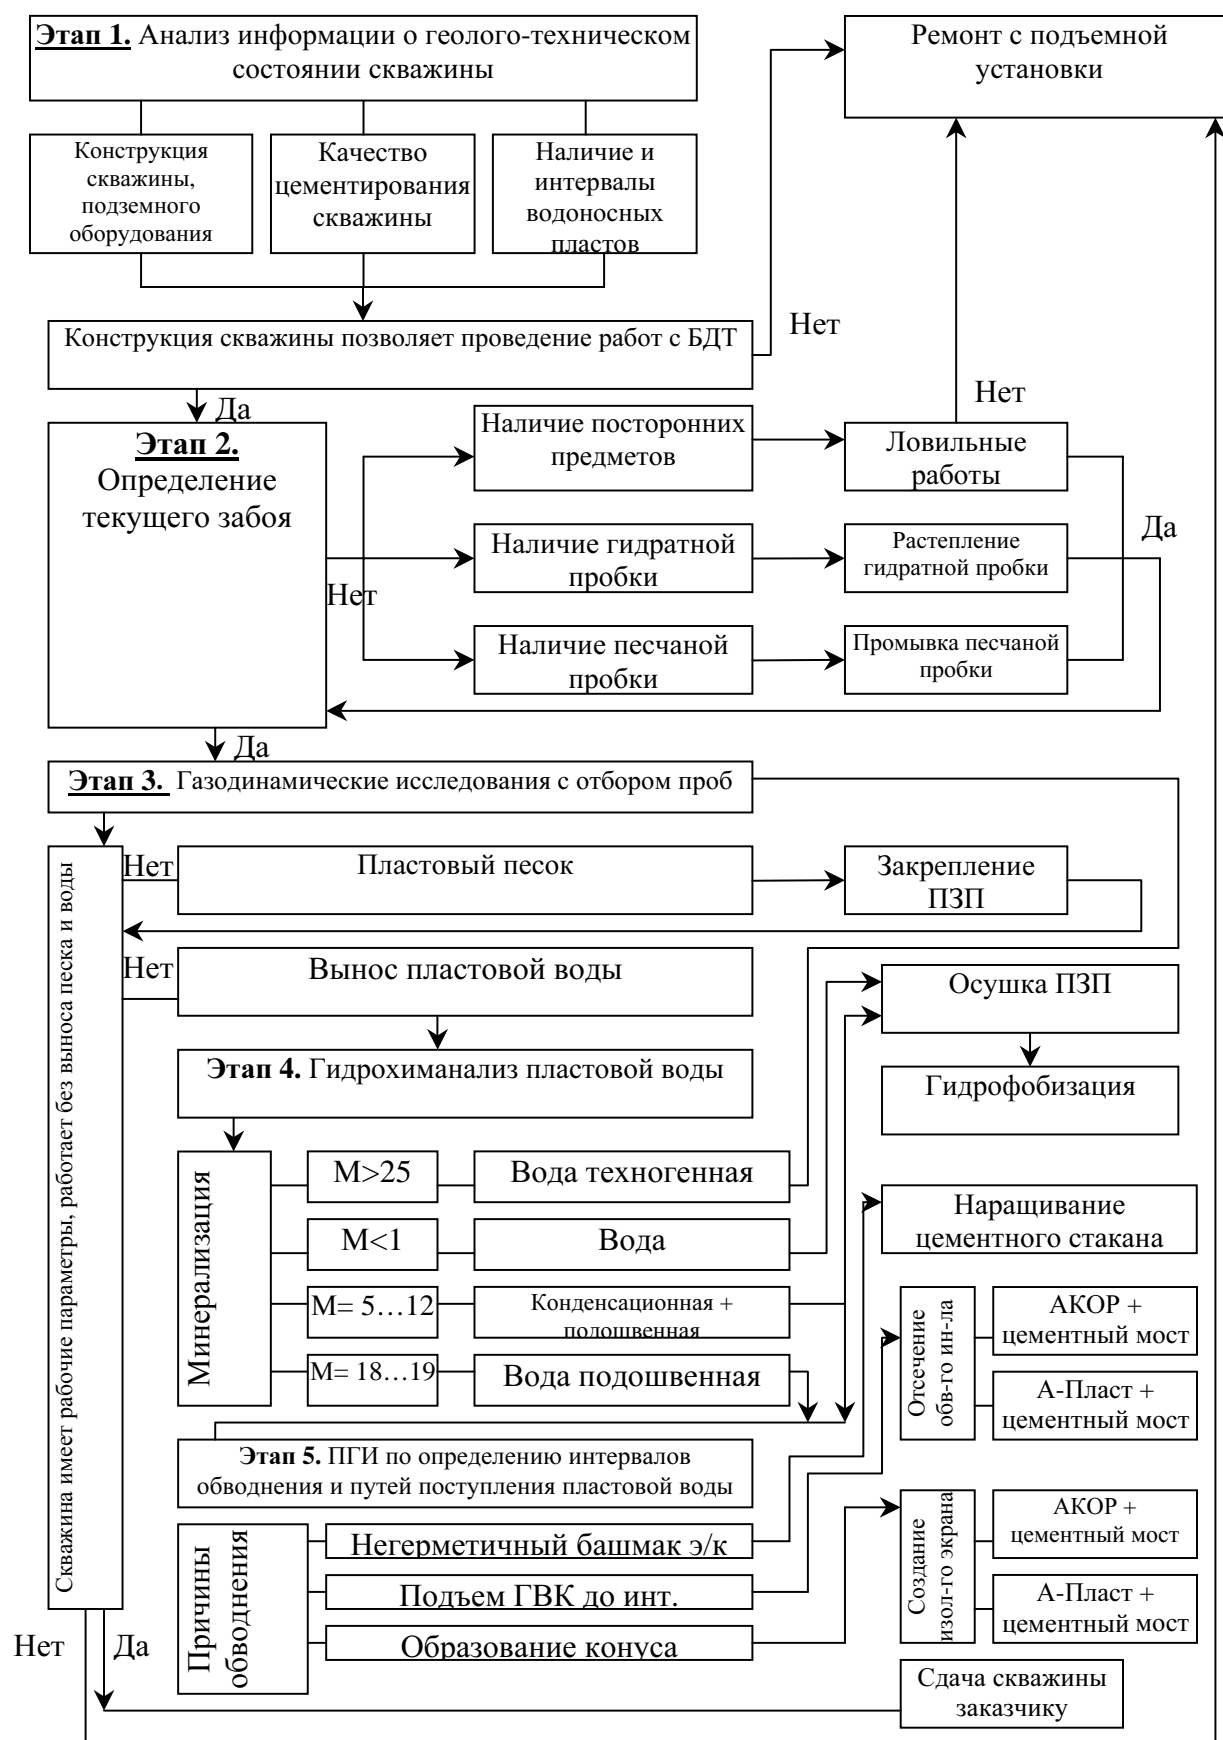 Этап 1. Анализ информации о геолого-техническом
состоянии скважины
Ремонт с подъемной
установки
Конструкция
скважины,
подземного
оборудования
Качество
цементирования
скважины
Наличие и
интервалы
водоносных
пластов
Конструкция скважины позволяет проведение работ с БДТ
Нет
Да
Этап 2.
Определение
текущего забоя
Нет
Наличие посторонних
предметов
Ловильные
работы
Нет
Да
Наличие гидратной
пробки
Растепление
гидратной пробки
Наличие песчаной
пробки
Промывка песчаной
пробки
Да
Этап 3. Газодинамические исследования с отбором проб
Скважина имеет рабочие параметры, работает без выноса песка и воды
Нет
Пластовый песок
Закрепление
ПЗП
Нет
Вынос пластовой воды
Осушка ПЗП
Этап 4. Гидрохиманализ пластовой воды
Гидрофобизация
Минерализация
М>25
Вода техногенная
М<1
Вода
М= 5…12
Конденсационная +
подошвенная
М= 18…19
Вода подошвенная
Наращивание
цементного стакана
Отсечение
обв-го ин-ла
АКОР +
цементный мост
А-Пласт +
цементный мост
Этап 5. ПГИ по определению интервалов
обводнения и путей поступления пластовой воды
Причины
обводнения
Негерметичный башмак э/к
Подъем ГВК до инт.
Образование конуса
Создание
изол-го экрана
АКОР +
цементный мост
А-Пласт +
цементный мост
Нет
Да
Сдача скважины
заказчику